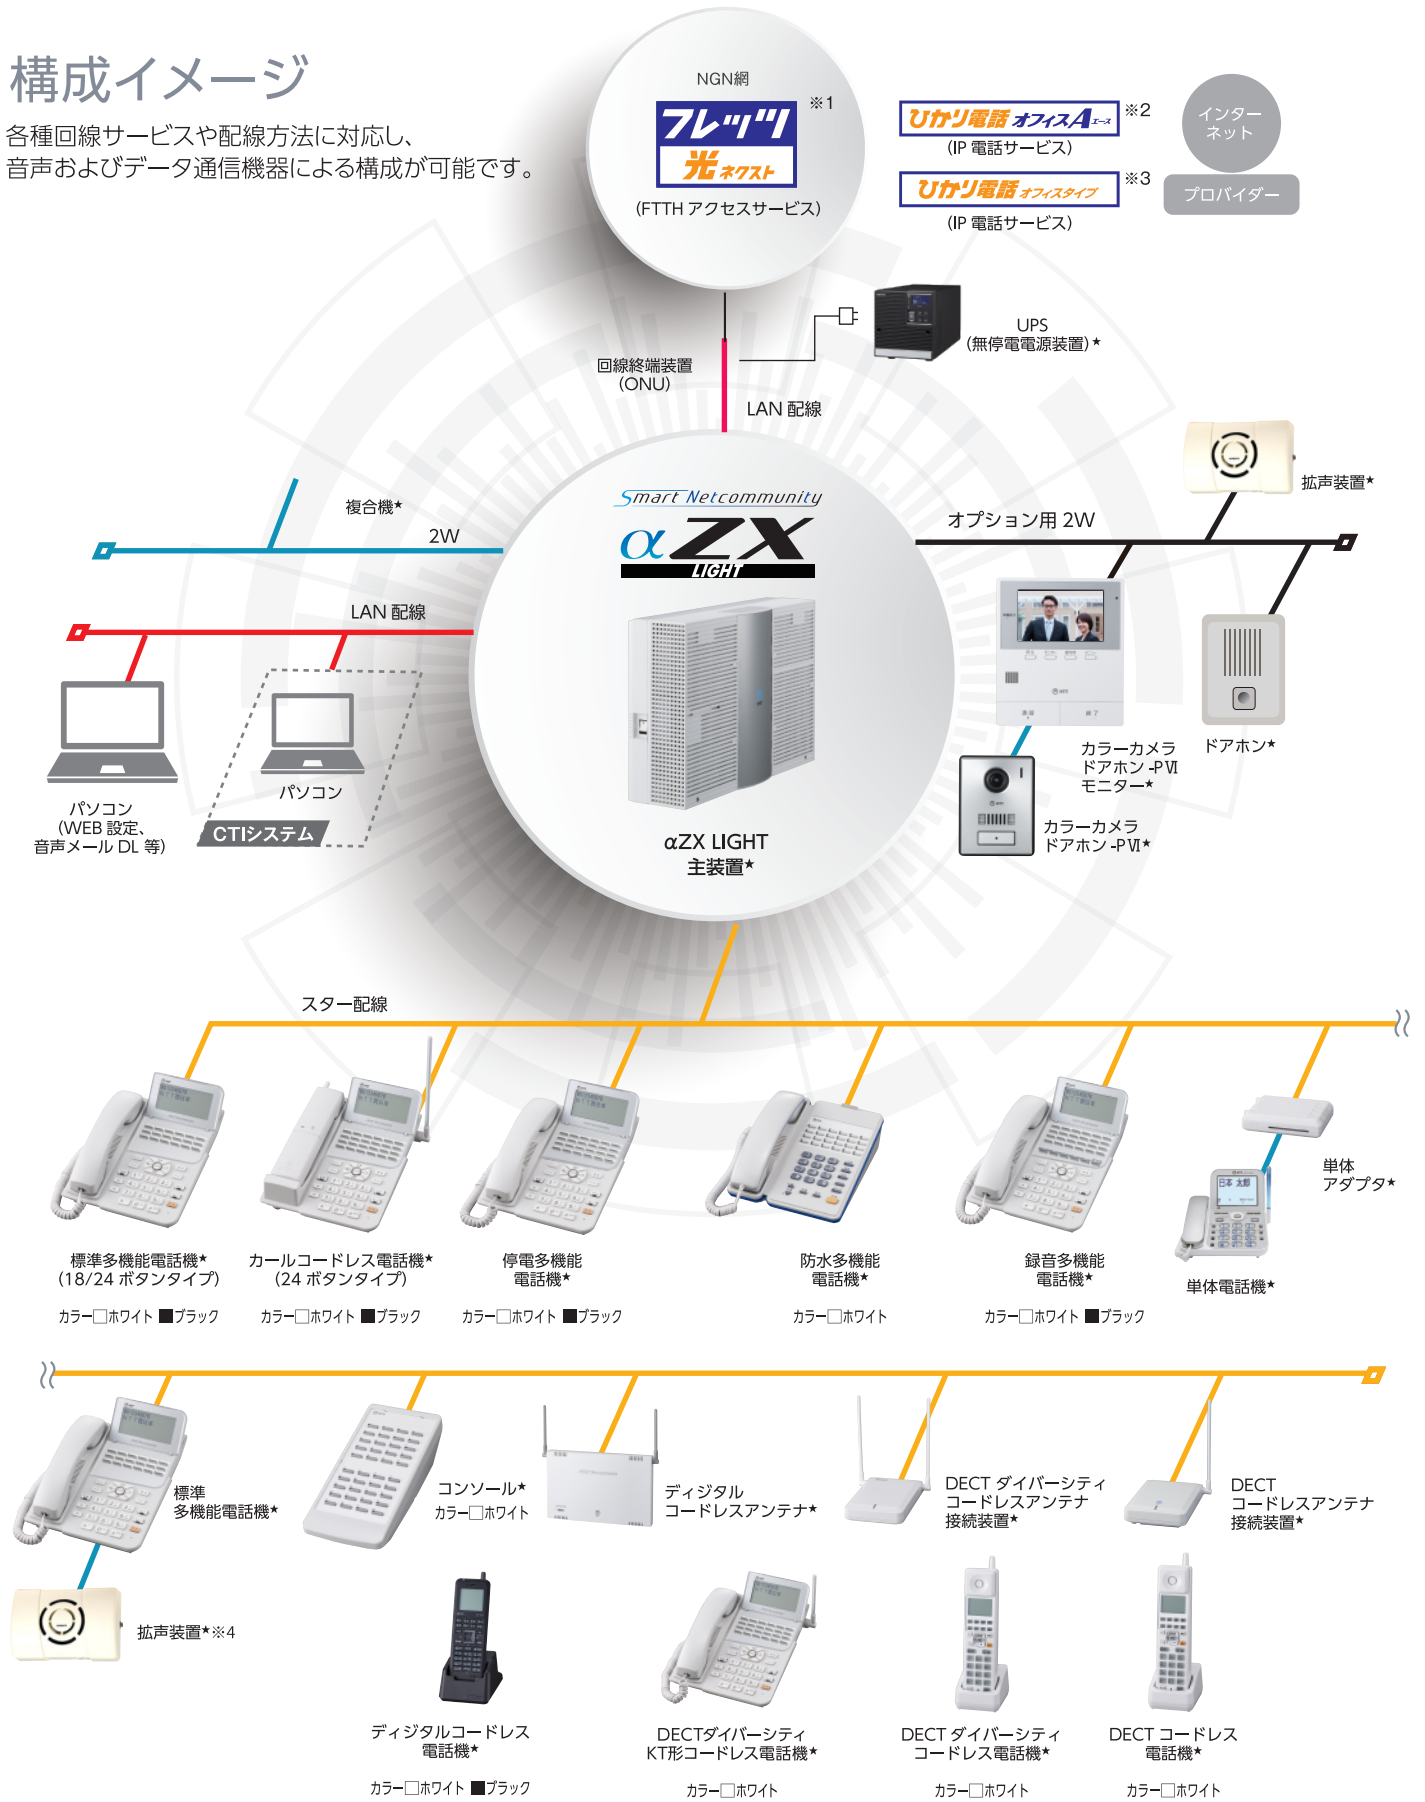 構成イメージ
各種回線サービスや配線方法に対応し、
音声およびデータ通信機器による構成が可能です。
NGN網
フレッツ
光ネクスト
※1
(FTTH アクセスサービス)
ひかり電話 オフィスA エース ※2
(IP 電話サービス)
ひかり電話 オフィスタイプ ※3
(IP 電話サービス)
インター
ネット
プロバイダー
UPS
(無停電電源装置)★
回線終端装置
(ONU)
LAN 配線
拡声装置★
オプション用 2W
複合機★
2W
LAN 配線
Smart Netcommunity
αZX
LIGHT
αZX LIGHT
主装置★
パソコン
(WEB 設定、
音声メール DL 等)
パソコン
CTIシステム
カラーカメラ
ドアホン -PⅥ
モニター★
ドアホン★
カラーカメラ
ドアホン -PⅥ★
スター配線
標準多機能電話機★
(18/24 ボタンタイプ)
カラー□ホワイト ■ブラック
カールコードレス電話機★
(24 ボタンタイプ)
カラー□ホワイト ■ブラック
停電多機能
電話機★
カラー□ホワイト ■ブラック
防水多機能
電話機★
カラー□ホワイト
録音多機能
電話機★
カラー□ホワイト ■ブラック
単体
アダプタ★
日本 太郎
単体電話機★
標準
多機能電話機★
拡声装置★※4
コンソール★
カラー□ホワイト
ディジタル
コードレスアンテナ★
DECT ダイバーシティ
コードレスアンテナ
接続装置★
DECT
コードレスアンテナ
接続装置★
ディジタルコードレス
電話機★
カラー□ホワイト ■ブラック
DECTダイバーシティ
KT形コードレス電話機★
カラー□ホワイト
DECT ダイバーシティ
コードレス電話機★
カラー□ホワイト
DECT コードレス
電話機★
カラー□ホワイト